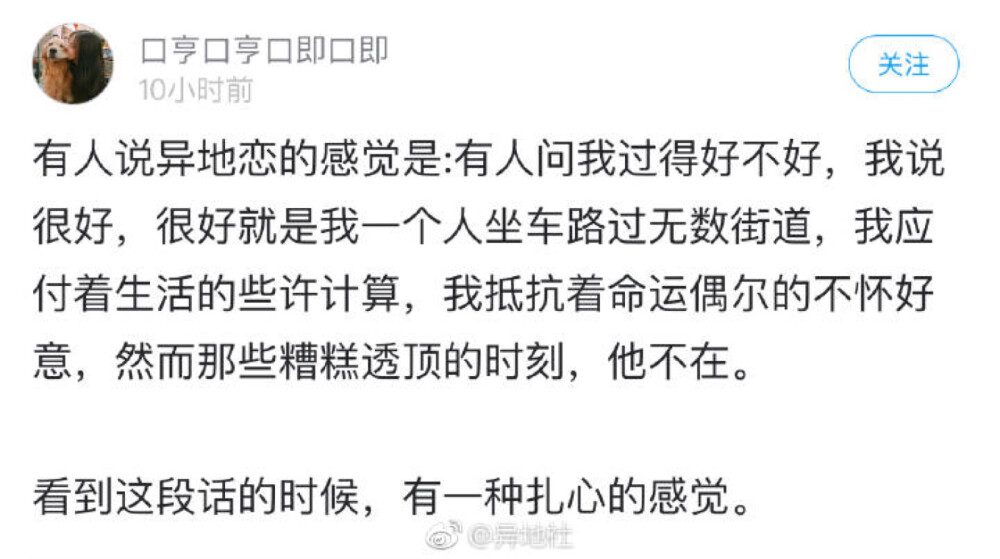 口亨口亨口即口即
10小时前
关注
有人说异地恋的感觉是:有人问我过得好不好，我说
很好，很好就是我一个人坐车路过无数街道，我应
付着生活的些许计算，我抵抗着命运偶尔的不怀好
意，然而那些糟糕透顶的时刻，他不在。
看到这段话的时候，有一种扎心的感觉。
@异地社